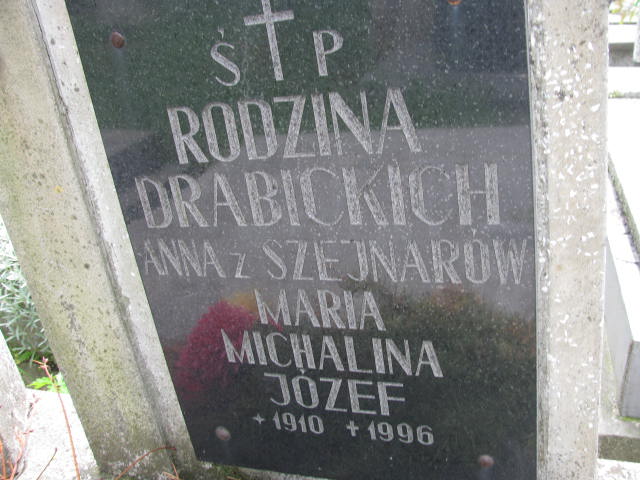 Ś P
RODZINA
DRABICKICH
ANNA z SZEJNARÓW
MARIA
MICHALINA
JÓZEF
+ 1910 + 1996